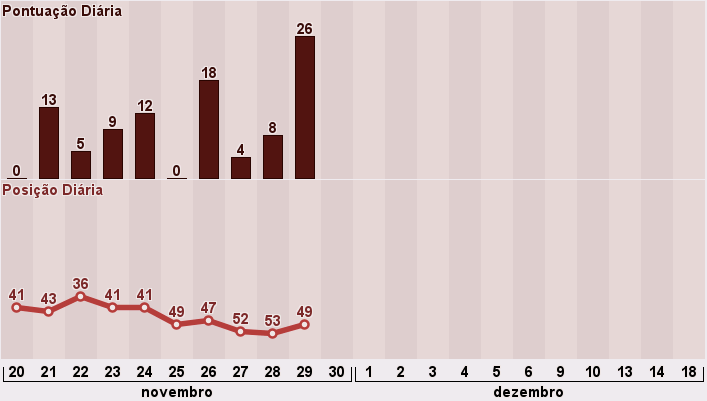 Pontuação Diária
0 13 5 9 12 0 18 4 8 26
Posição Diária
41 43 36 41 41 49 47 52 53 49
20 21 22 23 24 25 26 27 28 29 30 1 2 3 4 5 6 9 10 13 14 18
novembro dezembro